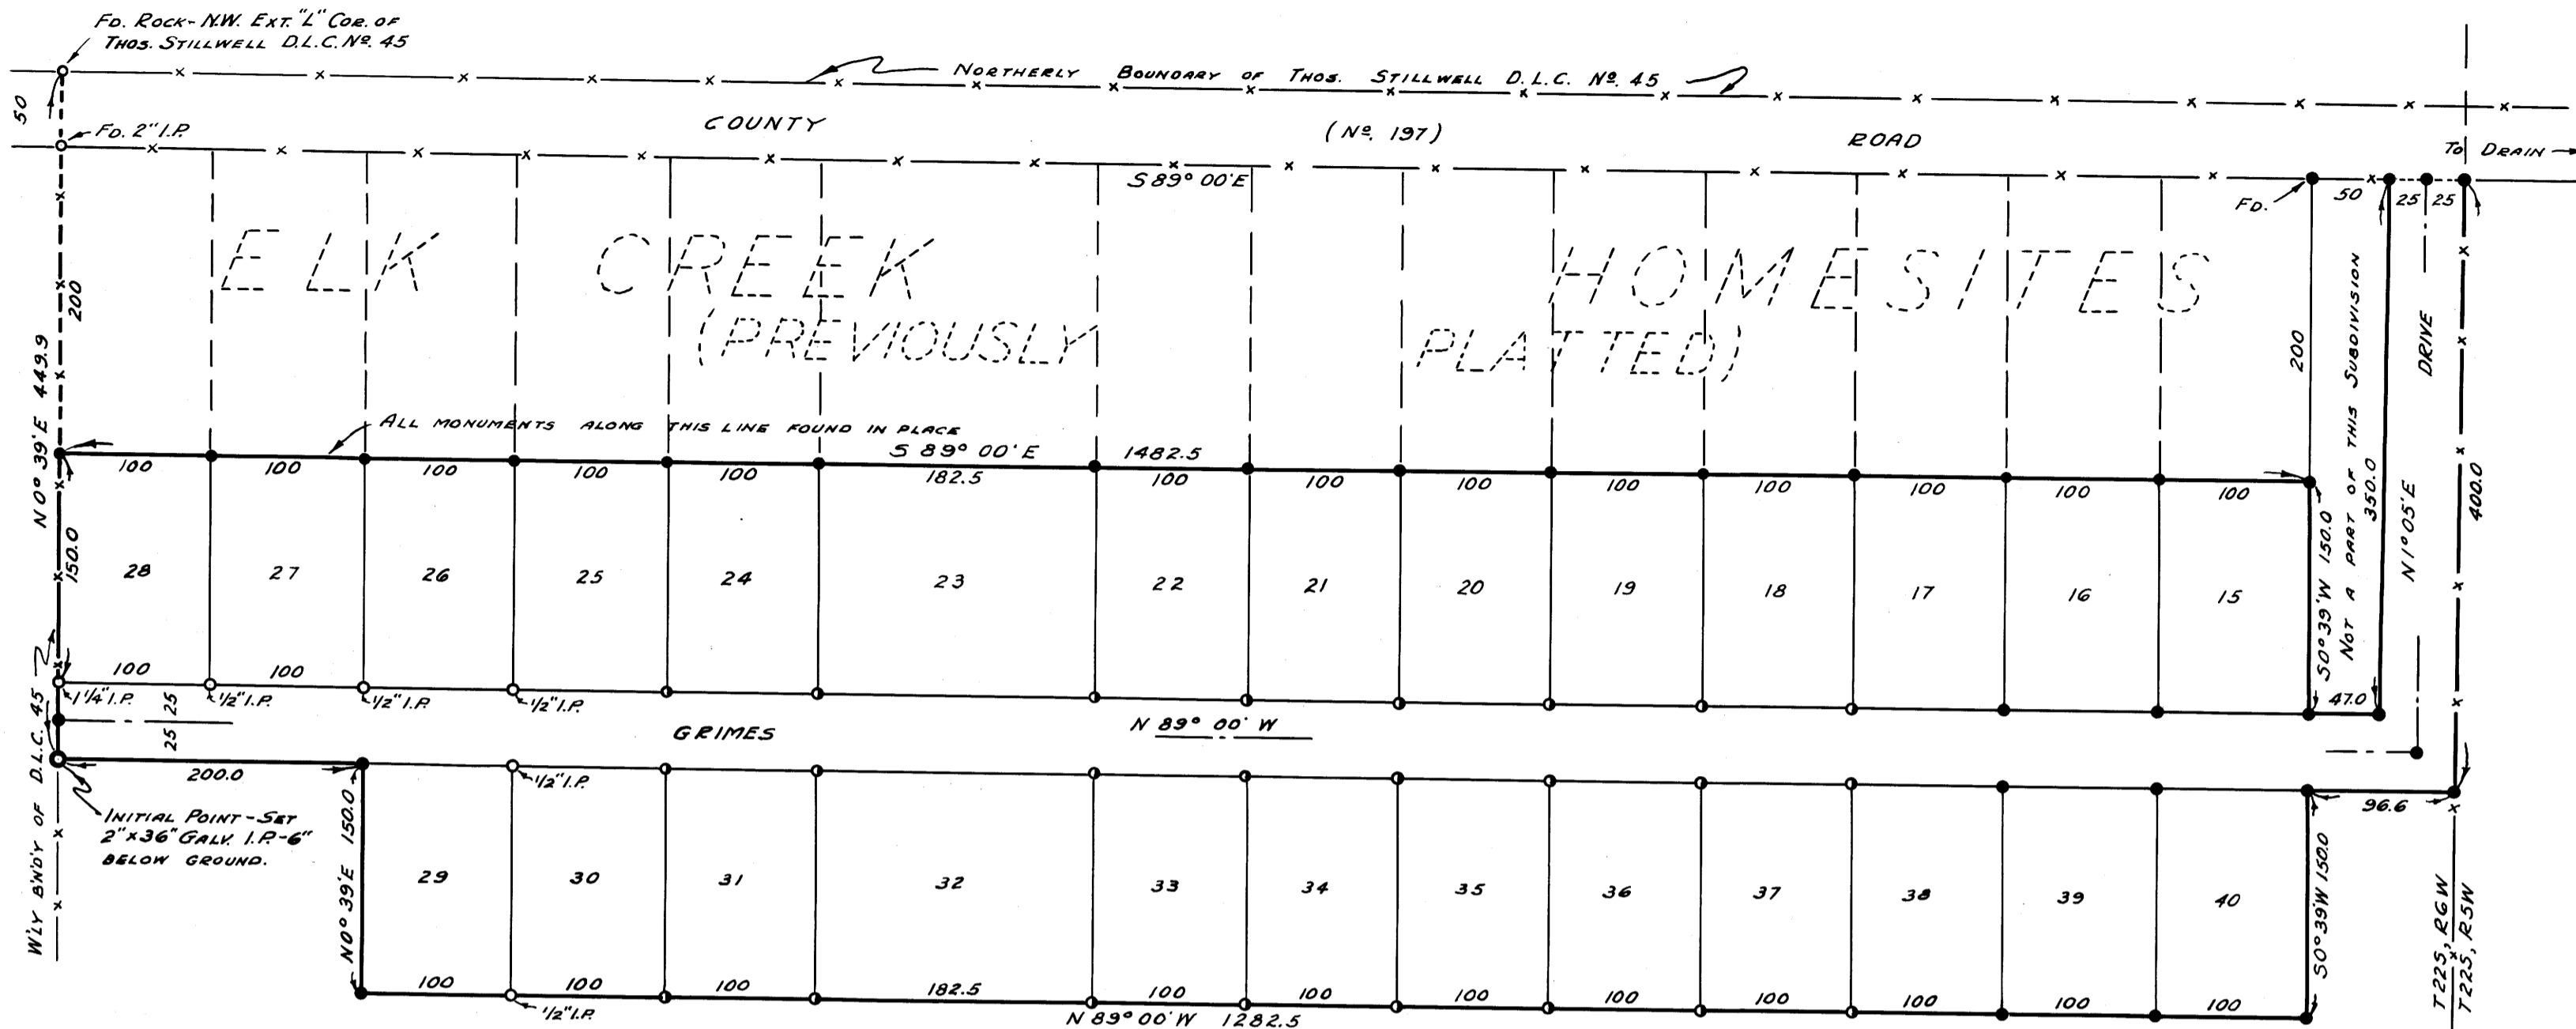 FD. ROCK - N.W. EXT. "L" COR. OF
THOS. STILLWELL D.L.C. Nº. 45
NORTHERLY BOUNDARY OF THOS. STILLWELL D.L.C. Nº. 45
50
FD. 2" I.P.
COUNTY (Nº. 197) ROAD
TO DRAIN
S 89° 00' E
FD.
50 25 25
ELK CREEK HOMESITES
(PREVIOUSLY PLATTED)
200
N 0° 39' E 449.9
200
NOT A PART OF THIS SUBDIVISION
350.0
DRIVE
N 1° 05' E
400.0
ALL MONUMENTS ALONG THIS LINE FOUND IN PLACE
S 89° 00' E 1482.5
100 100 100 100 100 182.5 100 100 100 100 100 100 100 100
150.0
S 0° 39' W 150.0
28 27 26 25 24 23 22 21 20 19 18 17 16 15
100 100
47.0
1 1/4" I.P. 1/2" I.P. 1/2" I.P. 1/2" I.P.
25 25
GRIMES N 89° 00' W
W'LY B'ND'Y OF D.L.C. 45
200.0
1/2" I.P.
96.6
INITIAL POINT - SET
2" x 36" GALV. I.P. - 6"
BELOW GROUND.
N 0° 39' E 150.0
29 30 31 32 33 34 35 36 37 38 39 40
S 0° 39' W 150.0
T22S, R6W
T22S, R5W
100 100 100 182.5 100 100 100 100 100 100 100 100
1/2" I.P.
N 89° 00' W 1282.5